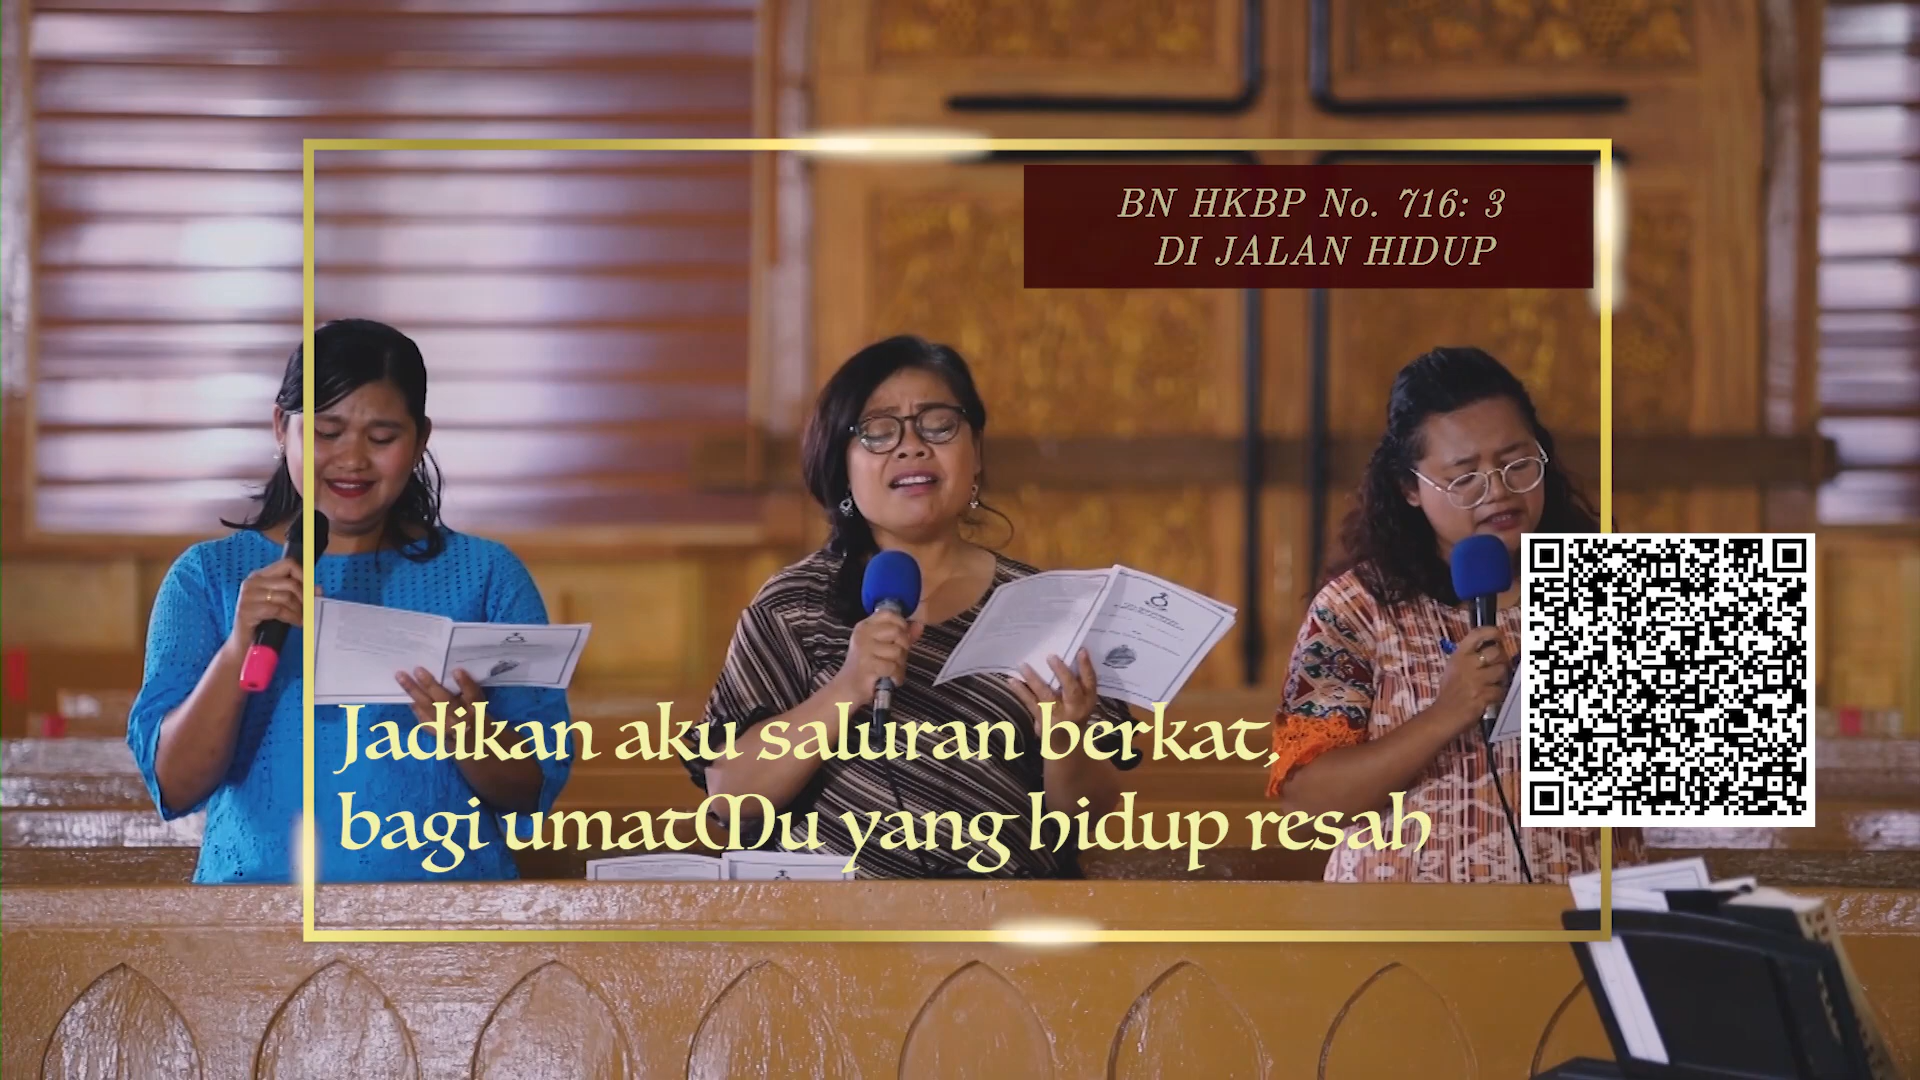 BN HKBP No. 716: 3
DI JALAN HIDUP
Jadikan aku saluran berkat,
bagi umatMu yang hidup resah